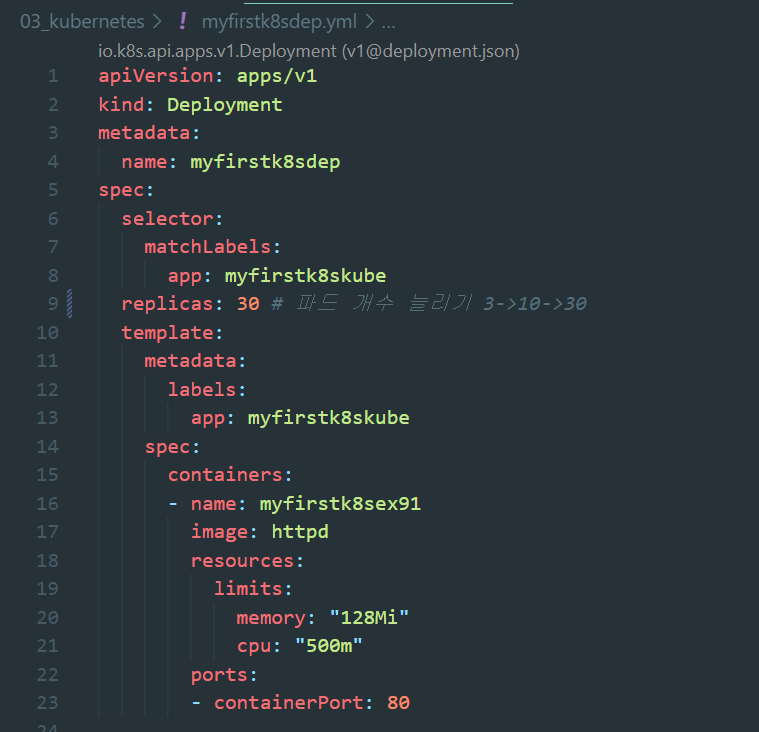 03_kubernetes > ! myfirstk8sdep.yml > ...
io.k8s.api.apps.v1.Deployment (v1@deployment.json)
1 apiVersion: apps/v1
2 kind: Deployment
3 metadata:
4   name: myfirstk8sdep
5 spec:
6   selector:
7     matchLabels:
8       app: myfirstk8skube
9   replicas: 30 # 파드 개수 늘리기 3->10->30
10   template:
11     metadata:
12       labels:
13         app: myfirstk8skube
14     spec:
15       containers:
16       - name: myfirstk8sex91
17         image: httpd
18         resources:
19           limits:
20             memory: "128Mi"
21             cpu: "500m"
22         ports:
23         - containerPort: 80
24